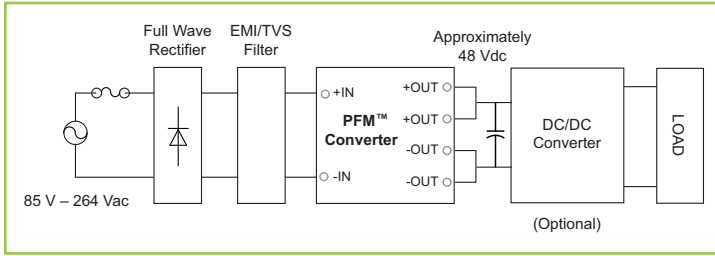 Full Wave
Rectifier
EMI/TVS
Filter
Approximately
48 Vdc
+IN
-IN
PFM™
Converter
+OUT
+OUT
-OUT
-OUT
DC/DC
Converter
LOAD
85 V – 264 Vac
(Optional)